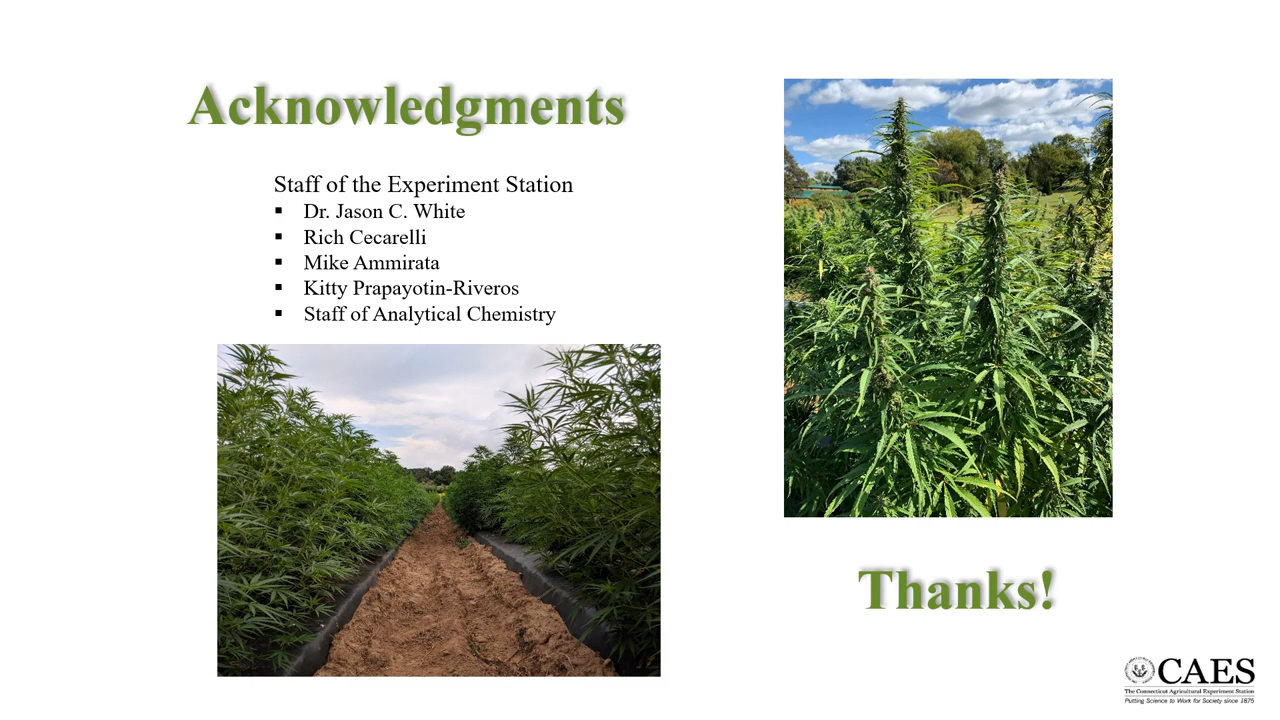 Acknowledgments
Staff of the Experiment Station
▪ Dr. Jason C. White
▪ Rich Cecarelli
▪ Mike Ammirata
▪ Kitty Prapayotin-Riveros
▪ Staff of Analytical Chemistry
Thanks!
CAES
The Connecticut Agricultural Experiment Station
Putting Science to Work for Society since 1875